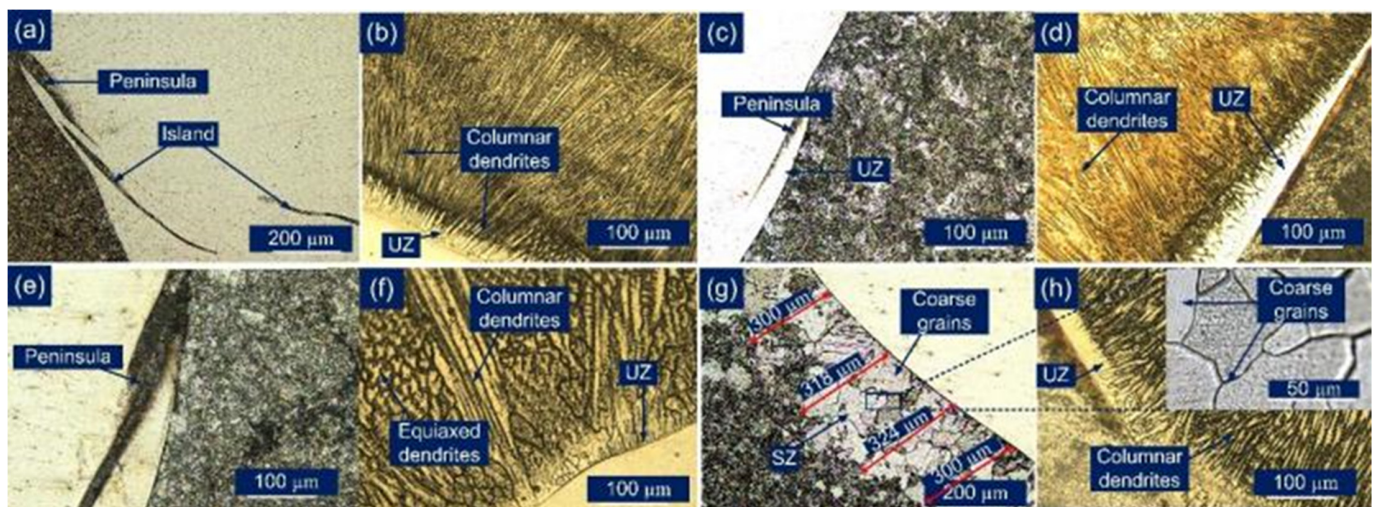 (a)
Peninsula
Island
200 μm
(b)
Columnar
dendrites
UZ
100 μm
(c)
Peninsula
UZ
100 μm
(d)
Columnar
dendrites
UZ
100 μm
(e)
Peninsula
100 μm
(f)
Columnar
dendrites
UZ
Equiaxed
dendrites
100 μm
(g)
300 μm
Coarse
grains
318 μm
324 μm
SZ
300 μm
200 μm
(h)
Coarse
grains
UZ
50 μm
Columnar
dendrites
100 μm